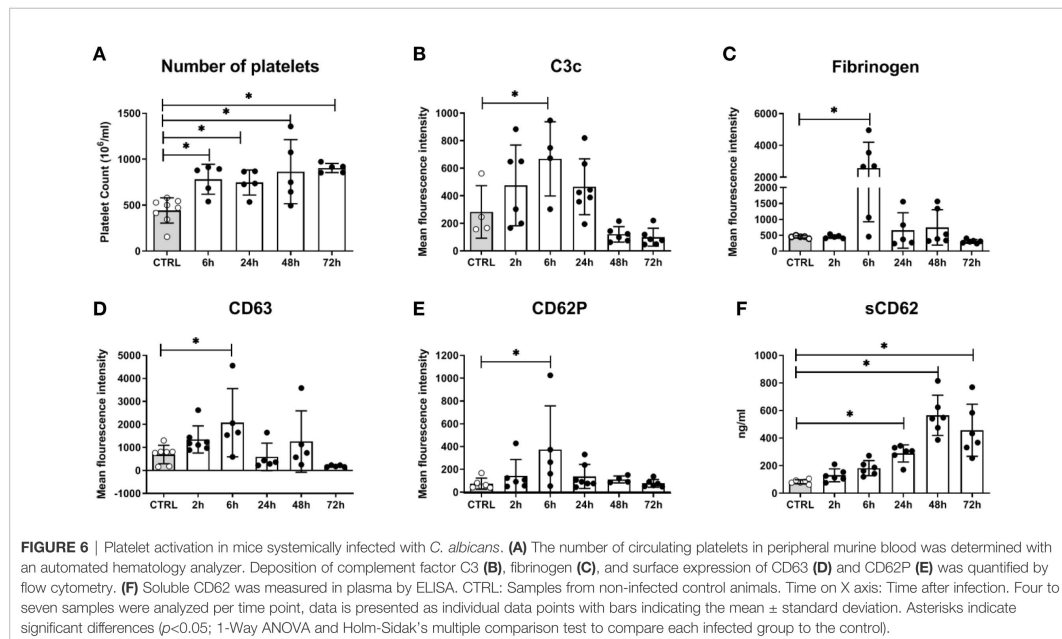 A
Number of platelets
*
*
*
*
Platelet Count (10⁶/ml)
1500
1000
500
0
CTRL 6h 24h 48h 72h
B
C3c
*
Mean flourescence intensity
1000
800
600
400
200
0
CTRL 2h 6h 24h 48h 72h
C
Fibrinogen
*
Mean flourescence intensity
6000
4000
2000
2000
1500
1000
500
0
CTRL 2h 6h 24h 48h 72h
D
CD63
*
Mean flourescence intensity
5000
4000
3000
2000
1000
0
-1000
CTRL 2h 6h 24h 48h 72h
E
CD62P
*
Mean flourescence intensity
1200
1000
800
600
400
200
0
CTRL 2h 6h 24h 48h 72h
F
sCD62
*
*
*
ng/ml
1000
800
600
400
200
0
CTRL 2h 6h 24h 48h 72h
FIGURE 6 | Platelet activation in mice systemically infected with C. albicans. (A) The number of circulating platelets in peripheral murine blood was determined with
an automated hematology analyzer. Deposition of complement factor C3 (B), fibrinogen (C), and surface expression of CD63 (D) and CD62P (E) was quantified by
flow cytometry. (F) Soluble CD62 was measured in plasma by ELISA. CTRL: Samples from non-infected control animals. Time on X axis: Time after infection. Four to
seven samples were analyzed per time point, data is presented as individual data points with bars indicating the mean ± standard deviation. Asterisks indicate
significant differences (p<0.05; 1-Way ANOVA and Holm-Sidak's multiple comparison test to compare each infected group to the control).